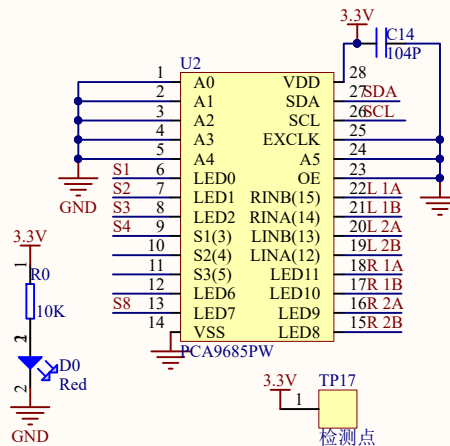 3.3V
C14
104P
U2
1 A0 VDD 28
2 A1 SDA 27 SDA
3 A2 SCL 26 SCL
4 A3 EXCLK 25
5 A4 A5 24
S1 6 LED0 OE 23
GND
S2 7 LED1 RINB(15) 22 L 1A
S3 8 LED2 RINA(14) 21 L 1B
S4 9 S1(3) LINB(13) 20 L 2A
10 S2(4) LINA(12) 19 L 2B
11 S3(5) LED11 18 R 1A
12 LED6 LED10 17 R 1B
S8 13 LED7 LED9 16 R 2A
14 VSS LED8 15 R 2B
PCA9685PW
3.3V
1
R0
10K
2
1
D0
Red
2
GND
3.3V
TP17
1
检测点